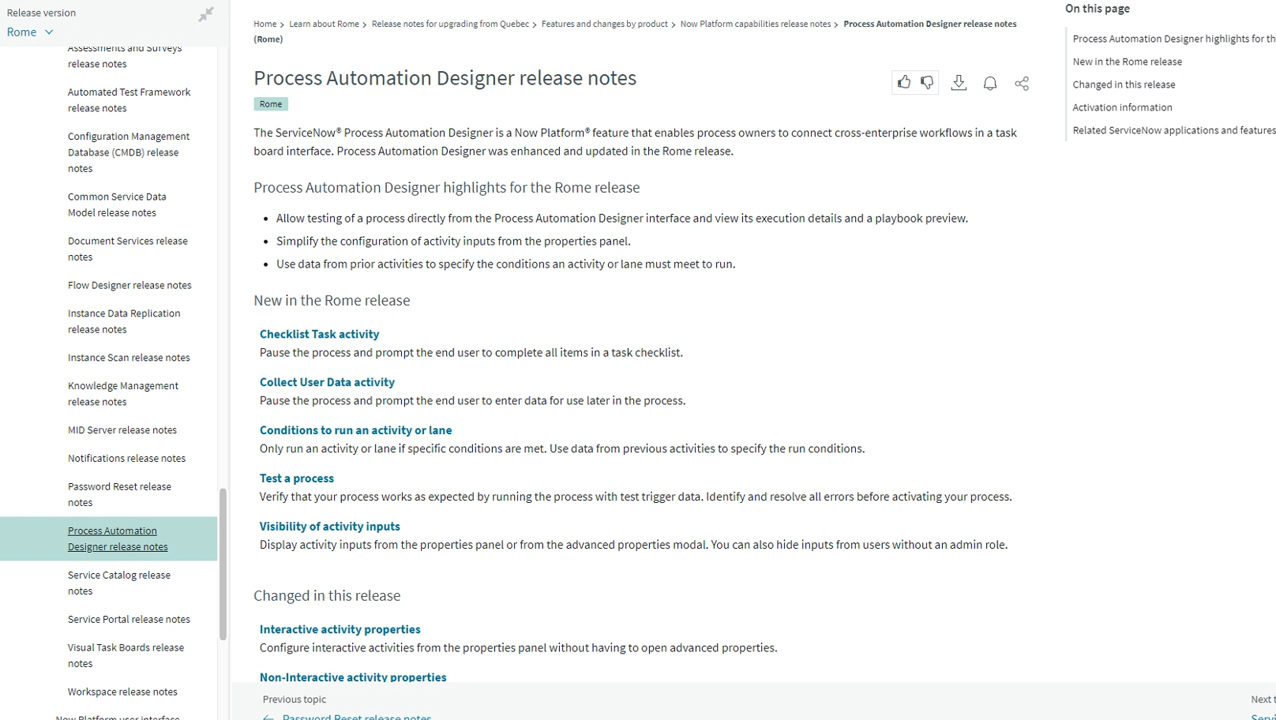 Release version
Rome
Assessments and Surveys
release notes
Automated Test Framework
release notes
Configuration Management
Database (CMDB) release
notes
Common Service Data
Model release notes
Document Services release
notes
Flow Designer release notes
Instance Data Replication
release notes
Instance Scan release notes
Knowledge Management
release notes
MID Server release notes
Notifications release notes
Password Reset release
notes
Process Automation
Designer release notes
Service Catalog release
notes
Service Portal release notes
Visual Task Boards release
notes
Workspace release notes
Now Platform user interface
Home > Learn about Rome > Release notes for upgrading from Quebec > Features and changes by product > Now Platform capabilities release notes > Process Automation Designer release notes
(Rome)
Process Automation Designer release notes
Rome
The ServiceNow® Process Automation Designer is a Now Platform® feature that enables process owners to connect cross-enterprise workflows in a task
board interface. Process Automation Designer was enhanced and updated in the Rome release.
Process Automation Designer highlights for the Rome release
• Allow testing of a process directly from the Process Automation Designer interface and view its execution details and a playbook preview.
• Simplify the configuration of activity inputs from the properties panel.
• Use data from prior activities to specify the conditions an activity or lane must meet to run.
New in the Rome release
Checklist Task activity
Pause the process and prompt the end user to complete all items in a task checklist.
Collect User Data activity
Pause the process and prompt the end user to enter data for use later in the process.
Conditions to run an activity or lane
Only run an activity or lane if specific conditions are met. Use data from previous activities to specify the run conditions.
Test a process
Verify that your process works as expected by running the process with test trigger data. Identify and resolve all errors before activating your process.
Visibility of activity inputs
Display activity inputs from the properties panel or from the advanced properties modal. You can also hide inputs from users without an admin role.
Changed in this release
Interactive activity properties
Configure interactive activities from the properties panel without having to open advanced properties.
Non-Interactive activity properties
Previous topic
← Password Reset release notes
Next t
Servi
On this page
Process Automation Designer highlights for th
New in the Rome release
Changed in this release
Activation information
Related ServiceNow applications and features